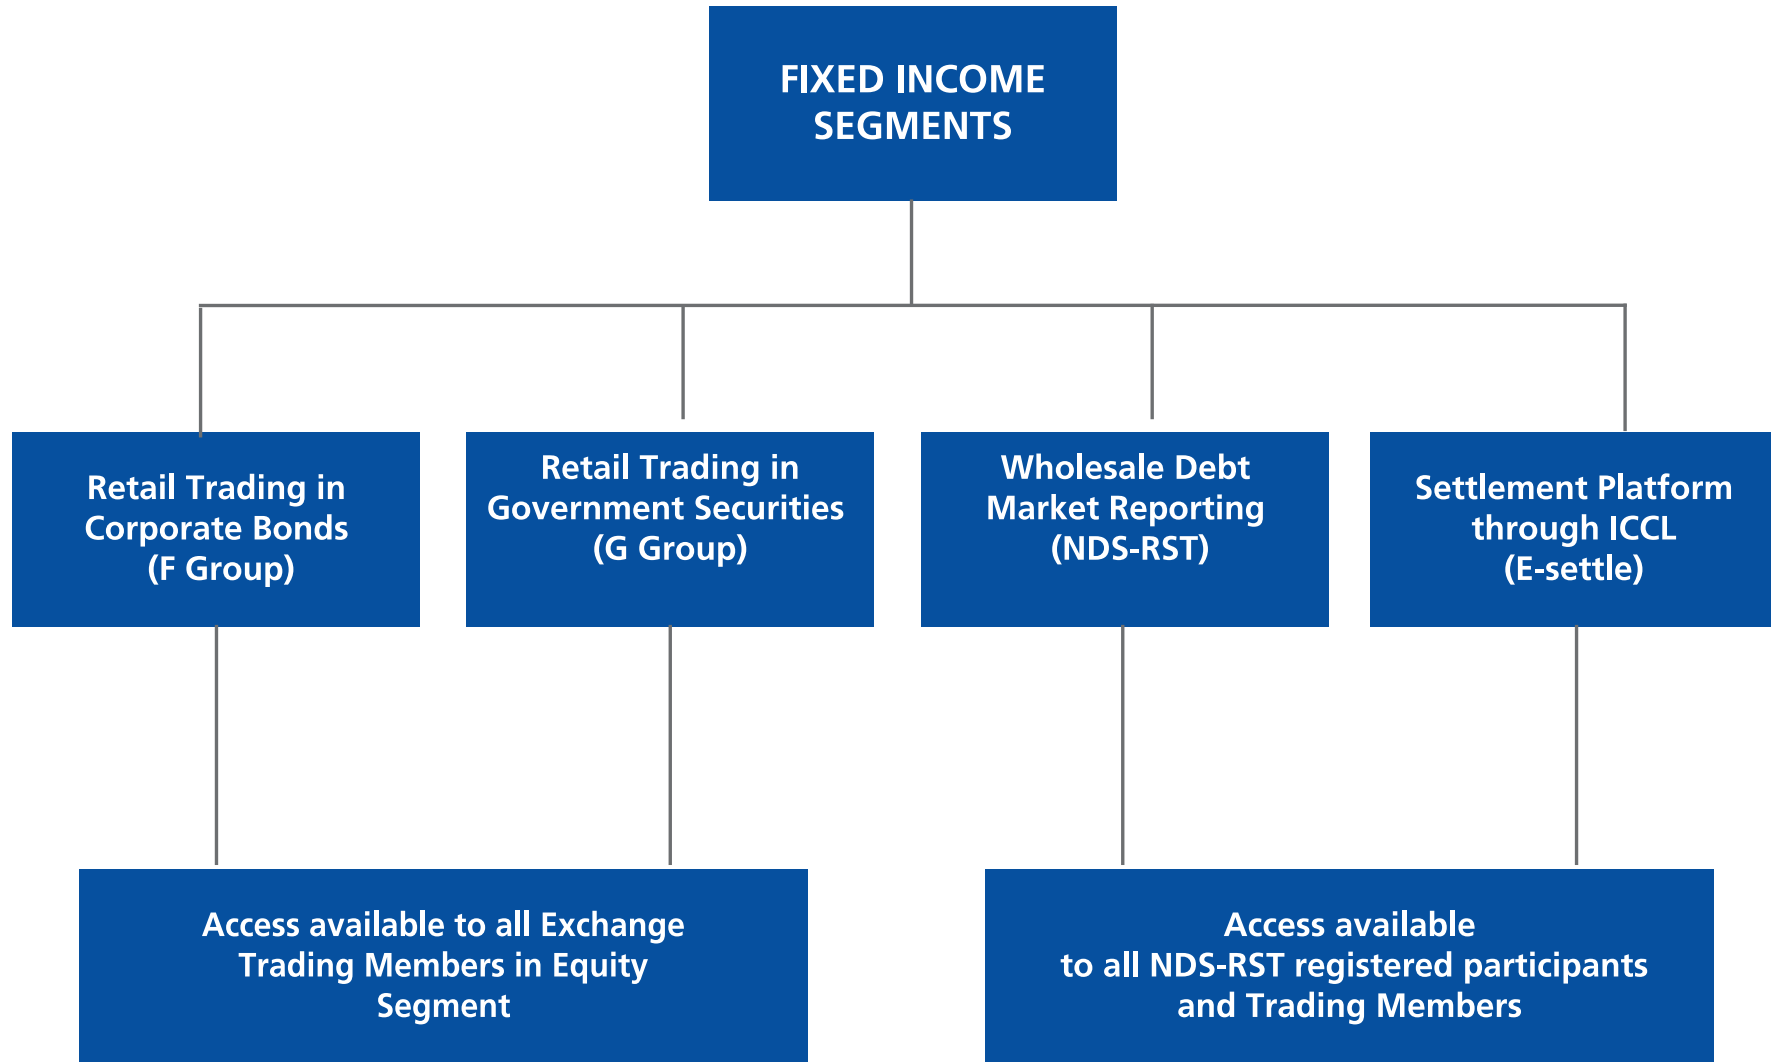 FIXED INCOME
SEGMENTS
Retail Trading in
Corporate Bonds
(F Group)
Retail Trading in
Government Securities
(G Group)
Wholesale Debt
Market Reporting
(NDS-RST)
Settlement Platform
through ICCL
(E-settle)
Access available to all Exchange
Trading Members in Equity
Segment
Access available
to all NDS-RST registered participants
and Trading Members